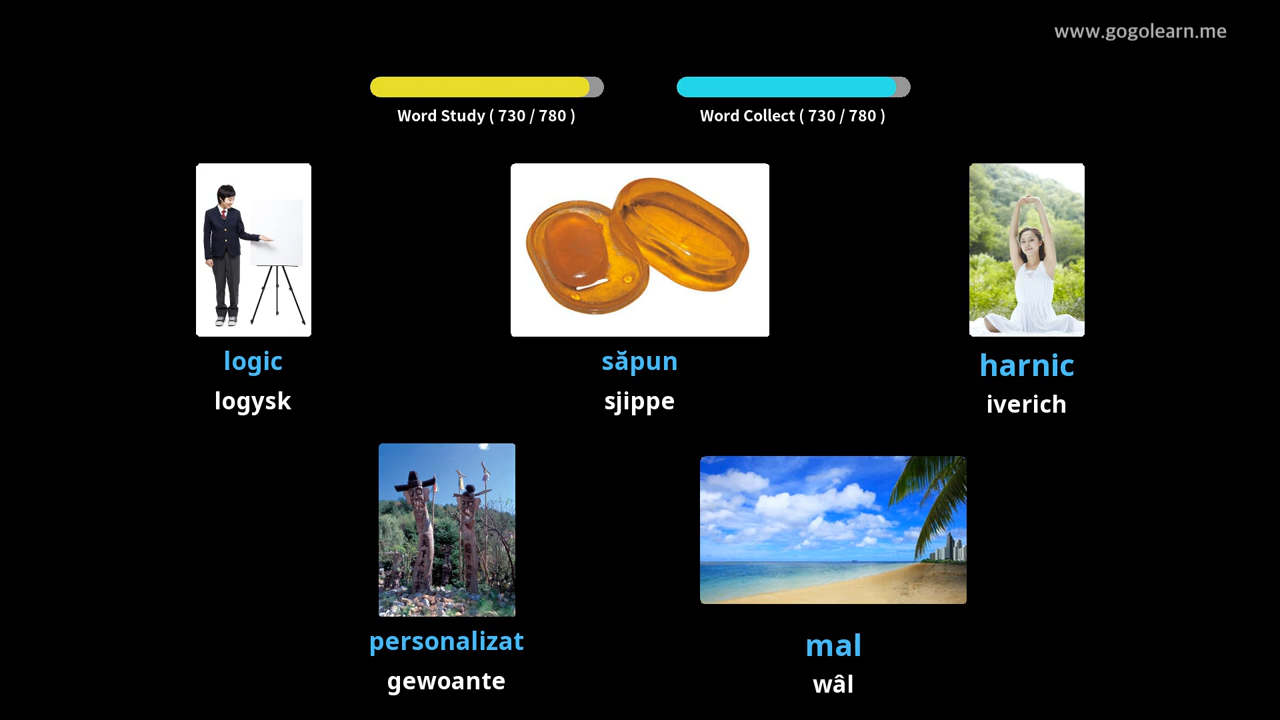 www.gogolearn.me
Word Study ( 730 / 780 )
Word Collect ( 730 / 780 )
logic
logysk
săpun
sjippe
harnic
iverich
personalizat
gewoante
mal
wâl